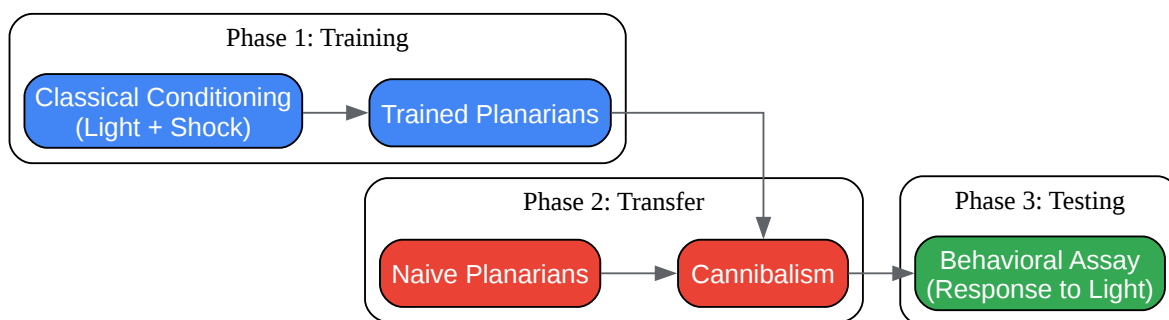 Phase 1: Training
Classical Conditioning
(Light + Shock)
Trained Planarians
Phase 2: Transfer
Naive Planarians
Cannibalism
Phase 3: Testing
Behavioral Assay
(Response to Light)